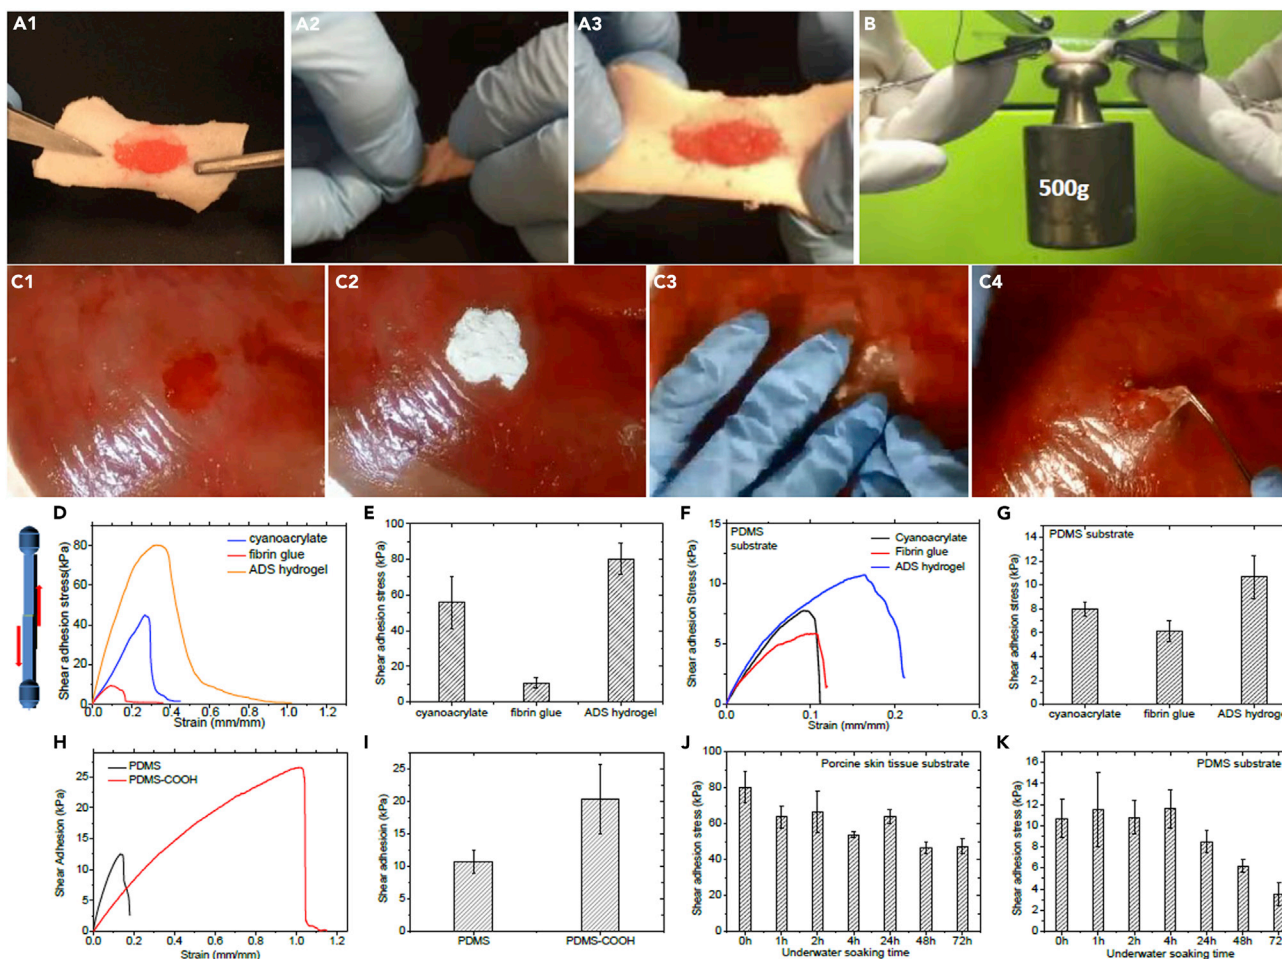 A1
A2
A3
B
500g
C1
C2
C3
C4
D
Shear adhesion stress(kPa)
80
60
40
20
0
cyanoacrylate
fibrin glue
ADS hydrogel
0.0 0.2 0.4 0.6 0.8 1.0 1.2
Strain (mm/mm)
E
Shear adhesion stress (kPa)
100
80
60
40
20
0
cyanoacrylate fibrin glue ADS hydrogel
F
Shear adhesion Stress (kPa)
15
10
5
0
PDMS
substrate
Cyanoacrylate
Fibrin glue
ADS hydrogel
0.0 0.1 0.2 0.3
Strain (mm/mm)
G
Shear adhesion stress (kPa)
14
12
10
8
6
4
2
0
PDMS substrate
cyanoacrylate fibrin glue ADS hydrogel
H
Shear Adhesion (kPa)
25
20
15
10
5
0
PDMS
PDMS-COOH
0.0 0.2 0.4 0.6 0.8 1.0 1.2
Strain (mm/mm)
I
Shear adhesioin (kPa)
25
20
15
10
5
0
PDMS PDMS-COOH
J
Shear adhesion stress (kPa)
100
80
60
40
20
0
Porcine skin tissue substrate
0h 1h 2h 4h 24h 48h 72h
Underwater soaking time
K
Shear adhesion stress (kPa)
16
14
12
10
8
6
4
2
0
PDMS substrate
0h 1h 2h 4h 24h 48h 72h
Underwater soaking time